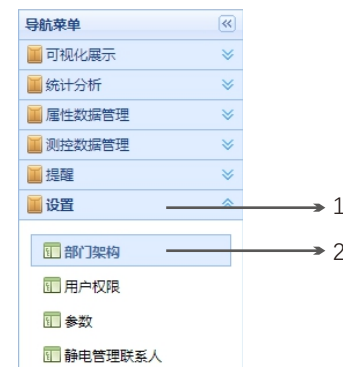 导航菜单
可视化展示
统计分析
属性数据管理
测控数据管理
提醒
设置 1
部门架构 2
用户权限
参数
静电管理联系人